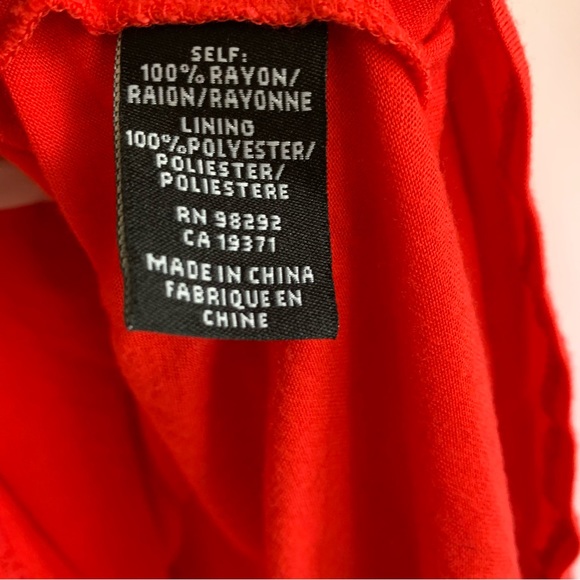 SELF:
100% RAYON/
RAION/RAYONNE
LINING
100%POLYESTER/
POLIESTER/
POLIESTERE
RN 98292
CA 19371
MADE IN CHINA
FABRIQUE EN
CHINE